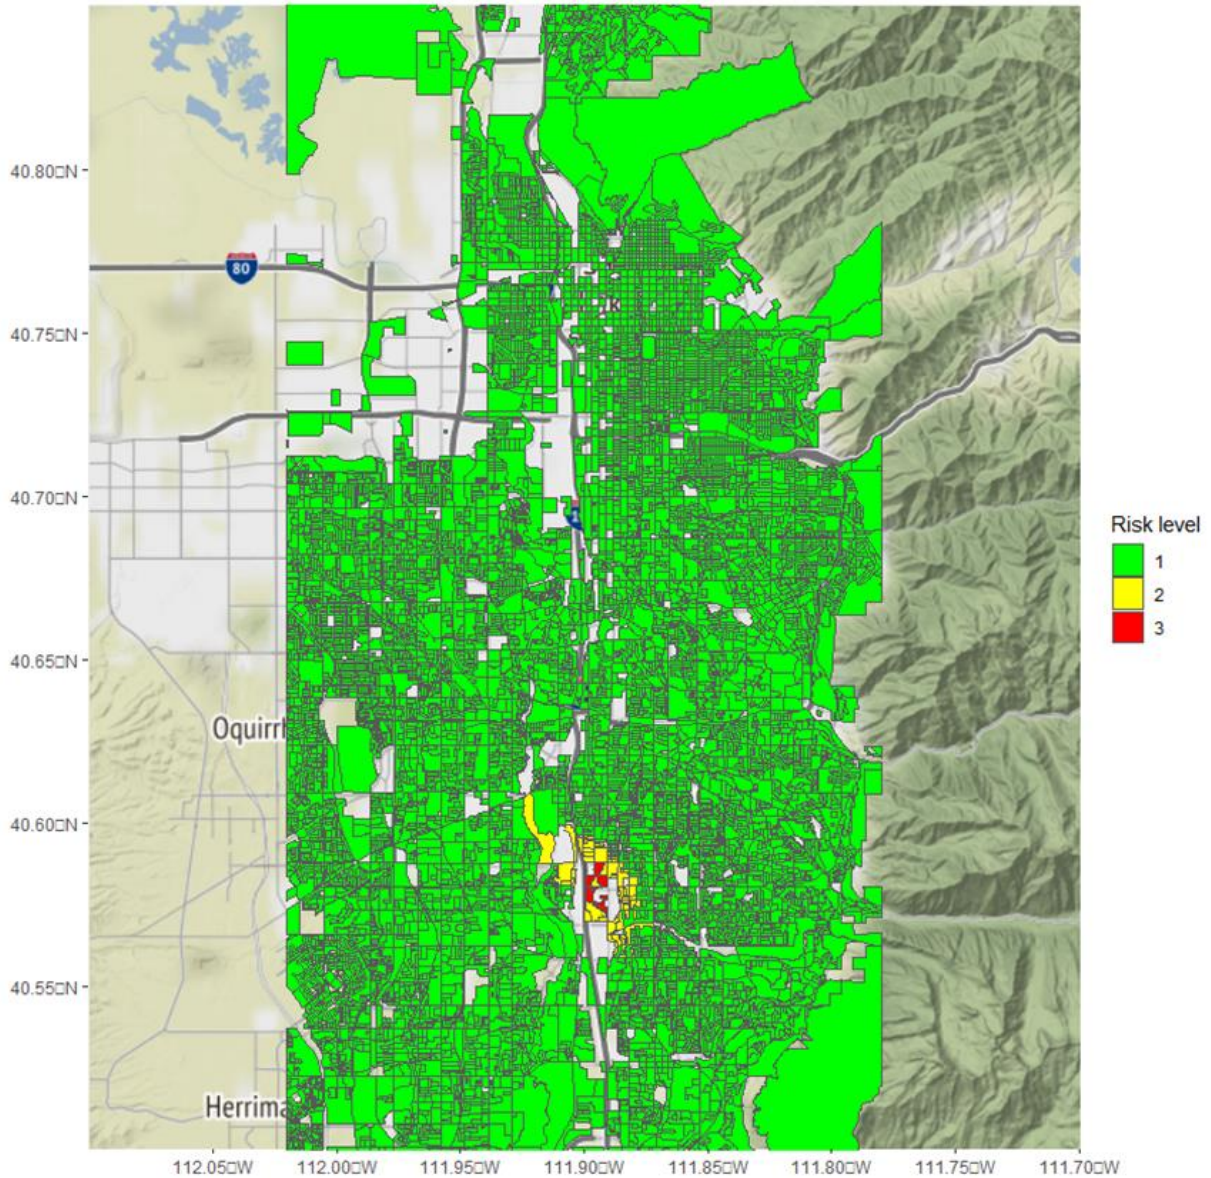 40.80□N
80
40.75□N
40.70□N
Risk level
1
2
3
40.65□N
Oquirrh
40.60□N
40.55□N
Herrima
112.05□W 112.00□W 111.95□W 111.90□W 111.85□W 111.80□W 111.75□W 111.70□W